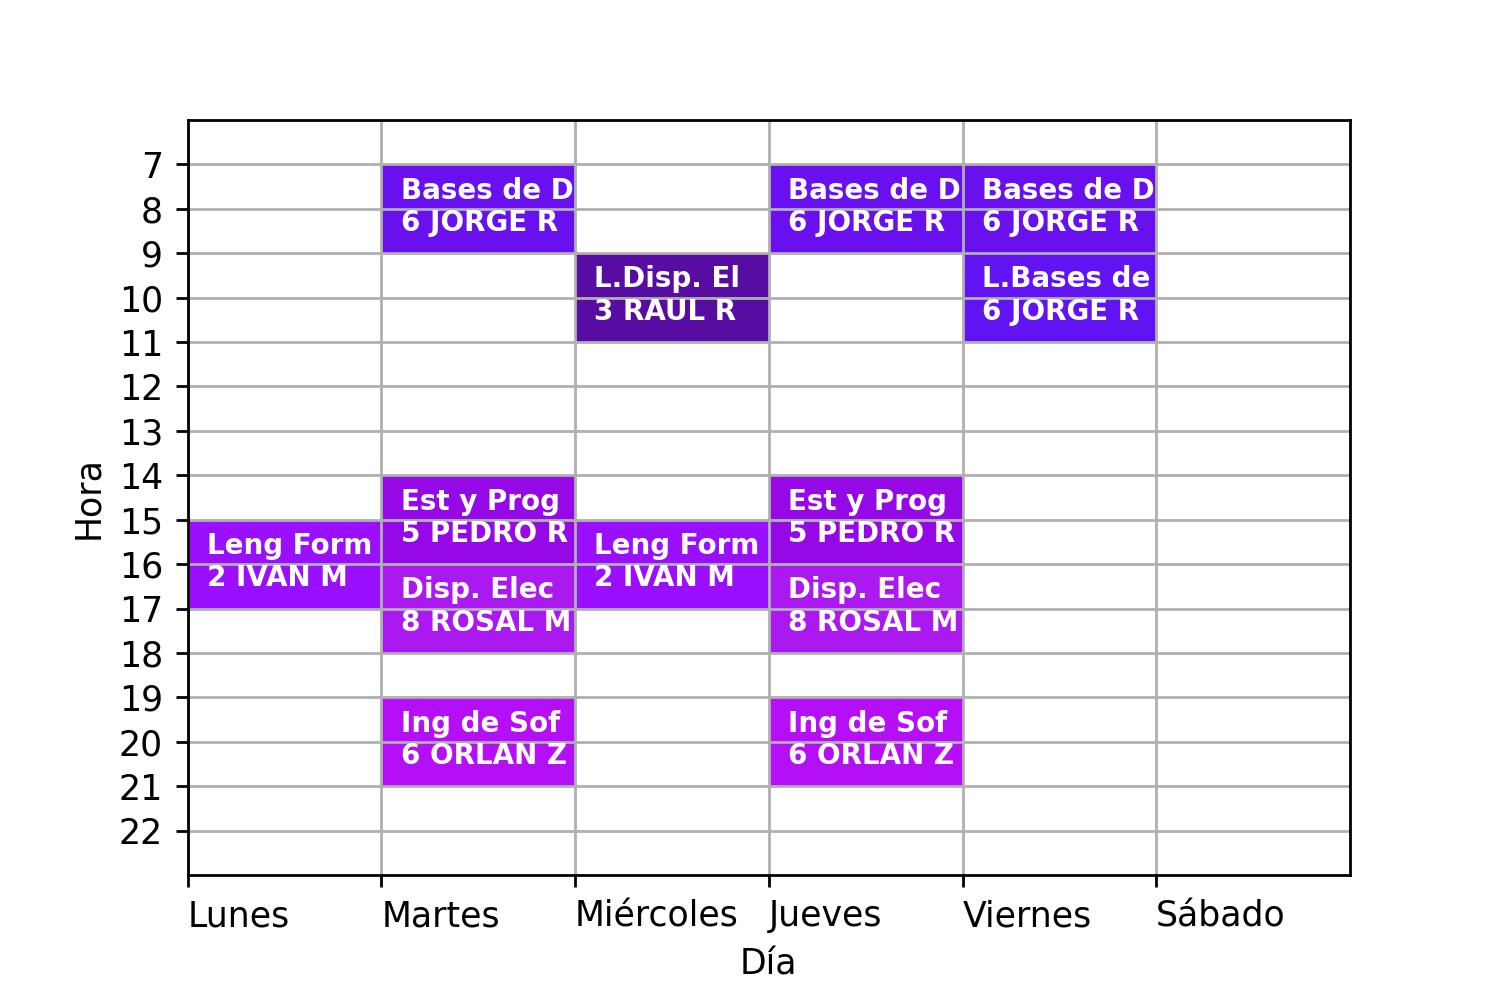 7
8
9
10
11
12
13
14
15
16
17
18
19
20
21
22
Hora
Bases de D
6 JORGE R
Bases de D
6 JORGE R
Bases de D
6 JORGE R
L.Disp. El
3 RAUL R
L.Bases de
6 JORGE R
Est y Prog
5 PEDRO R
Est y Prog
5 PEDRO R
Leng Form
2 IVAN M
Leng Form
2 IVAN M
Disp. Elec
8 ROSAL M
Disp. Elec
8 ROSAL M
Ing de Sof
6 ORLAN Z
Ing de Sof
6 ORLAN Z
Lunes Martes Miércoles Jueves Viernes Sábado
Día